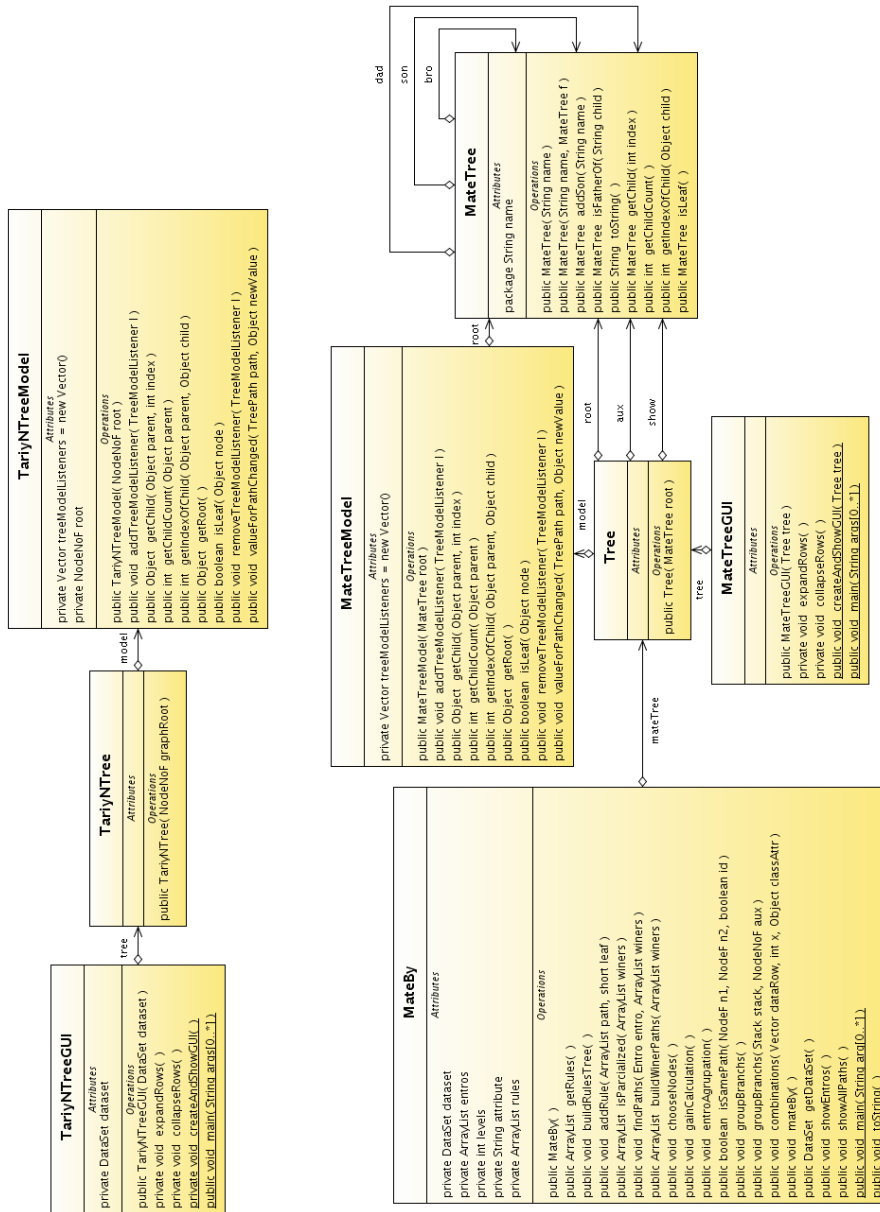 TariyNTreeGUI
Attributes
private DataSet dataset
Operations
public TariyNTreeGUI( DataSet dataset )
private void expandRows( )
private void collapseRows( )
private void createAndShowGUI( )
public void main( String args[0..*] )
tree
TariyNTree
Attributes
Operations
public TariyNTree( NodeNoF graphRoot )
model
TariyNTreeModel
Attributes
private Vector treeModelListeners = new Vector()
private NodeNoF root
Operations
public TariyNTreeModel( NodeNoF root )
public void addTreeModelListener( TreeModelListener l )
public Object getChild( Object parent, int index )
public int getChildCount( Object parent )
public int getIndexOfChild( Object parent, Object child )
public Object getRoot( )
public boolean isLeaf( Object node )
public void removeTreeModelListener( TreeModelListener l )
public void valueForPathChanged( TreePath path, Object newValue )
MateBy
Attributes
private DataSet dataset
private ArrayList entros
private int levels
private String attribute
private ArrayList rules
Operations
public MateBy( )
public ArrayList getRules( )
public void buildRulesTree( )
public void addRule( ArrayList path, short leaf )
public ArrayList isParcialized( ArrayList winers )
public void findPaths( Entro entro, ArrayList winers )
public ArrayList buildWinerPaths( ArrayList winers )
public void chooseNodes( )
public void gainCalculation( )
public void entroAgrupation( )
public boolean isSamePath( NodeF n1, NodeF n2, boolean id )
public void groupBranchs( )
public void groupBranchs( Stack stack, NodeNoF aux )
public void combinations( Vector dataRow, int x, Object classAttr )
public void mateBy( )
public DataSet getDataSet( )
public void showEntros( )
public void showAllPaths( )
public void main( String arg[0..*] )
public void toString( )
mateTree
MateTreeModel
Attributes
private Vector treeModelListeners = new Vector()
Operations
public MateTreeModel( MateTree root )
public void addTreeModelListener( TreeModelListener l )
public Object getChild( Object parent, int index )
public int getChildCount( Object parent )
public int getIndexOfChild( Object parent, Object child )
public Object getRoot( )
public boolean isLeaf( Object node )
public void removeTreeModelListener( TreeModelListener l )
public void valueForPathChanged( TreePath path, Object newValue )
root
model
Tree
Attributes
Operations
public Tree( MateTree root )
root
aux
show
tree
MateTreeGUI
Attributes
Operations
public MateTreeGUI( Tree tree )
private void expandRows( )
private void collapseRows( )
public void createAndShowGUI( Tree tree )
public void main( String args[0..*] )
dad
son
bro
MateTree
Attributes
package String name
Operations
public MateTree( String name )
public MateTree( String name, MateTree f )
public MateTree addSon( String name )
public MateTree isFatherOf( String child )
public String toString( )
public MateTree getChild( int index )
public int getChildCount( )
public int getIndexOfChild( Object child )
public MateTree isLeaf( )